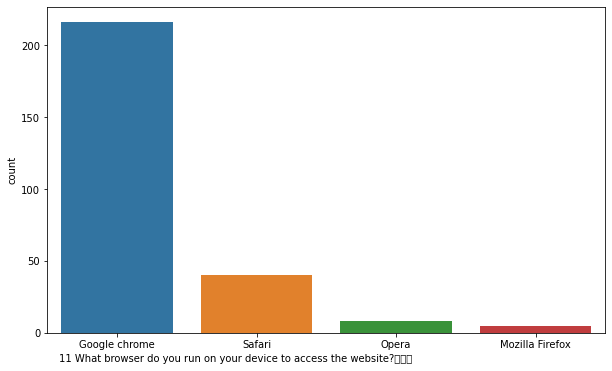 200
150
100
50
0
count
Google chrome Safari Opera Mozilla Firefox
11 What browser do you run on your device to access the website?